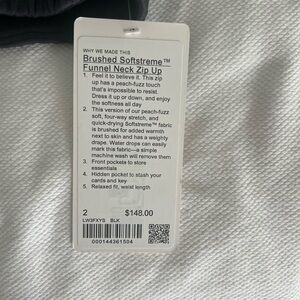 WHY WE MADE THIS
Brushed Softstreme™
Funnel Neck Zip Up
1. Feel it to believe it. This zip
up has a peach-fuzz touch
that's impossible to resist.
Dress it up or down, and enjoy
the softness all day
2. This version of our peach-fuzz
soft, four-way stretch, and
quick-drying Softstreme™ fabric
is brushed for added warmth
next to skin and has a weighty
drape. Water drops can easily
mark this fabric—a simple
machine wash will remove them
3. Front pockets to store
essentials
4. Hidden pocket to stash your
cards and key
5. Relaxed fit, waist length
2 $148.00
LW3FXYS BLK
000144361504